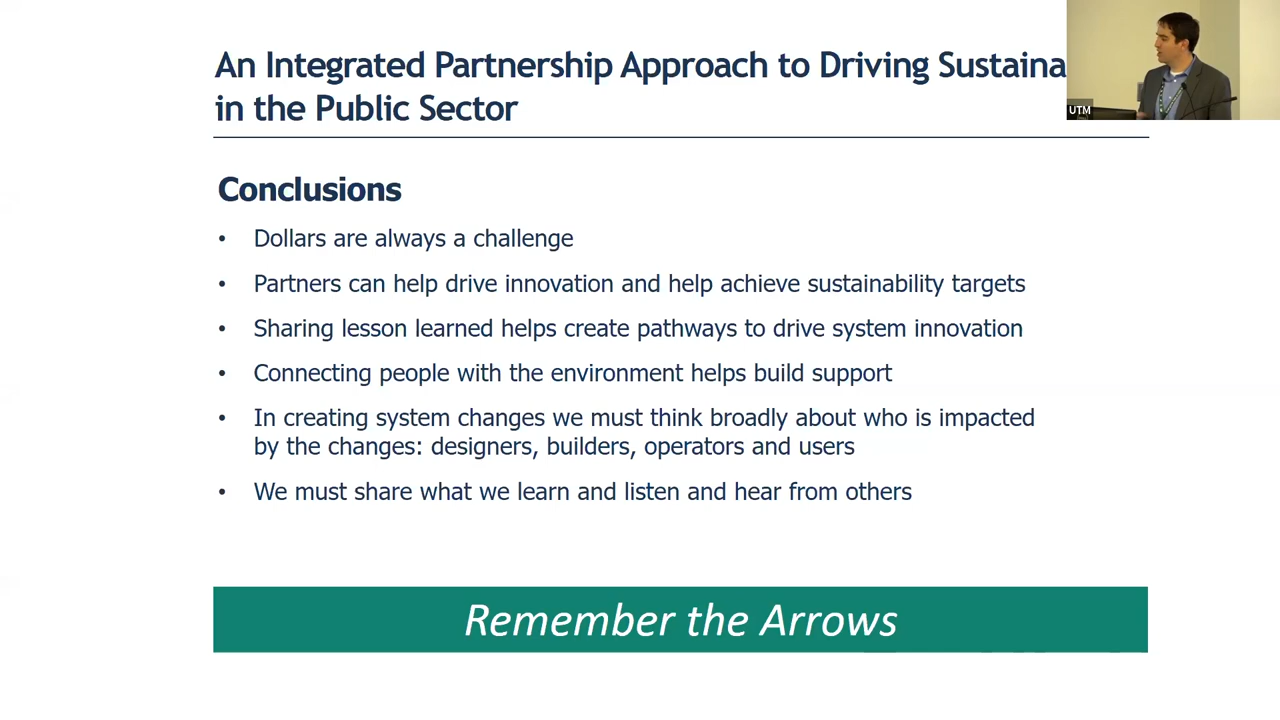 An Integrated Partnership Approach to Driving Sustaina
in the Public Sector
UTM
Conclusions
• Dollars are always a challenge
• Partners can help drive innovation and help achieve sustainability targets
• Sharing lesson learned helps create pathways to drive system innovation
• Connecting people with the environment helps build support
• In creating system changes we must think broadly about who is impacted
by the changes: designers, builders, operators and users
• We must share what we learn and listen and hear from others
Remember the Arrows